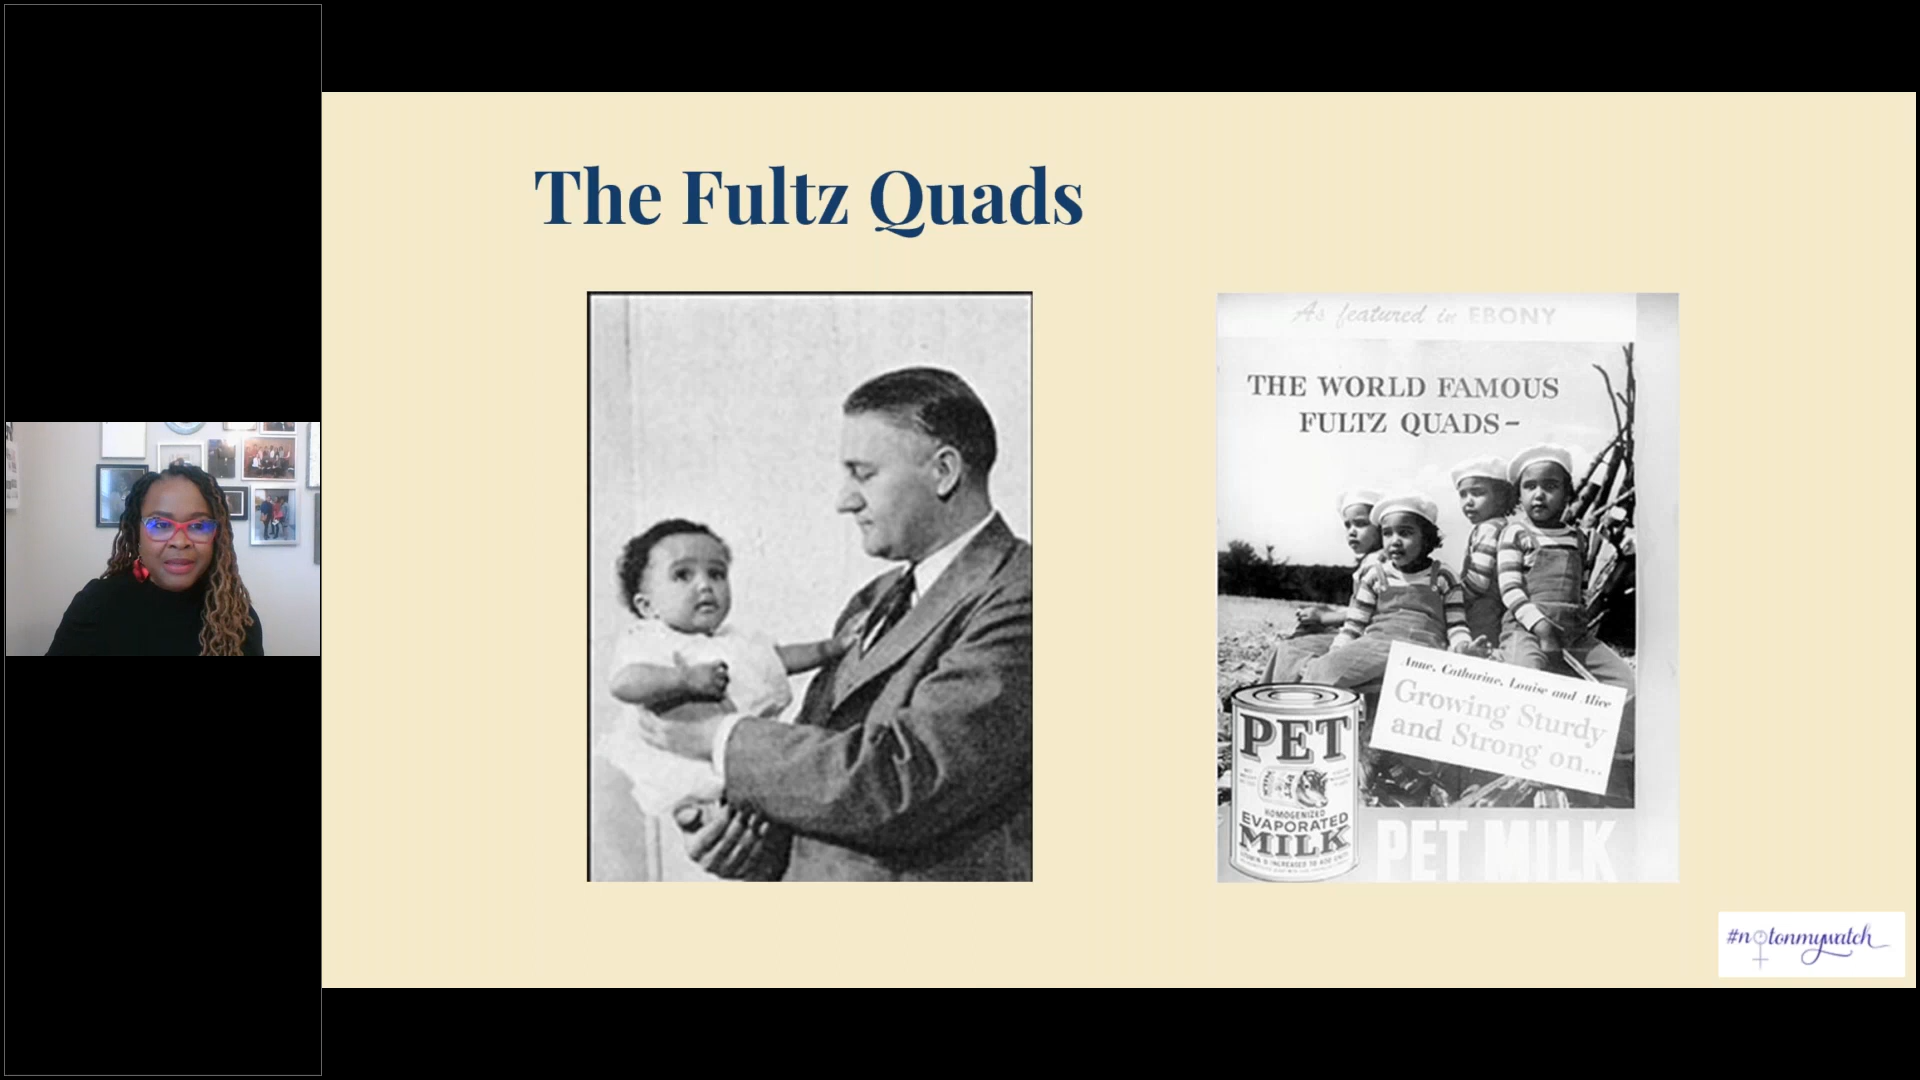 The Fultz Quads
As featured in EBONY
THE WORLD FAMOUS
FULTZ QUADS-
Anne, Catharine, Louise and Alice
Growing Sturdy
and Strong on...
PET
HOMOGENIZED
EVAPORATED
MILK
PET MILK
#notonmywatch